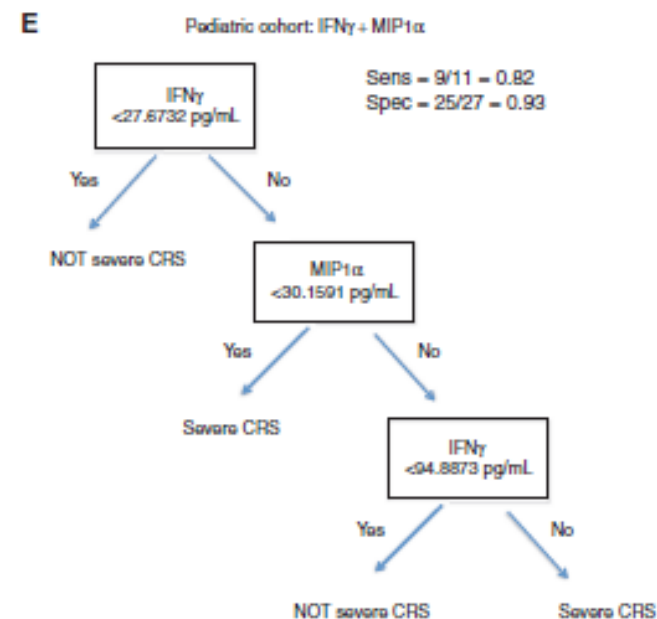 E
Pediatric cohort: IFNγ + MIP1α
Sens = 9/11 = 0.82
Spec = 25/27 = 0.93
IFNγ
<27.6732 pg/mL
Yes
No
NOT severe CRS
MIP1α
<30.1591 pg/mL
Yes
No
Severe CRS
IFNγ
<94.8873 pg/mL
Yes
No
NOT severe CRS
Severe CRS